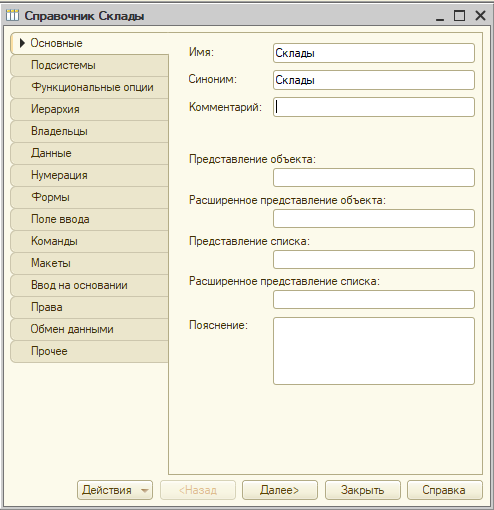 Справочник Склады
Основные
Подсистемы
Функциональные опции
Иерархия
Владельцы
Данные
Нумерация
Формы
Поле ввода
Команды
Макеты
Ввод на основании
Права
Обмен данными
Прочее
Имя: Склады
Синоним: Склады
Комментарий:
Представление объекта:
Расширенное представление объекта:
Представление списка:
Расширенное представление списка:
Пояснение:
Действия <Назад Далее> Закрыть Справка